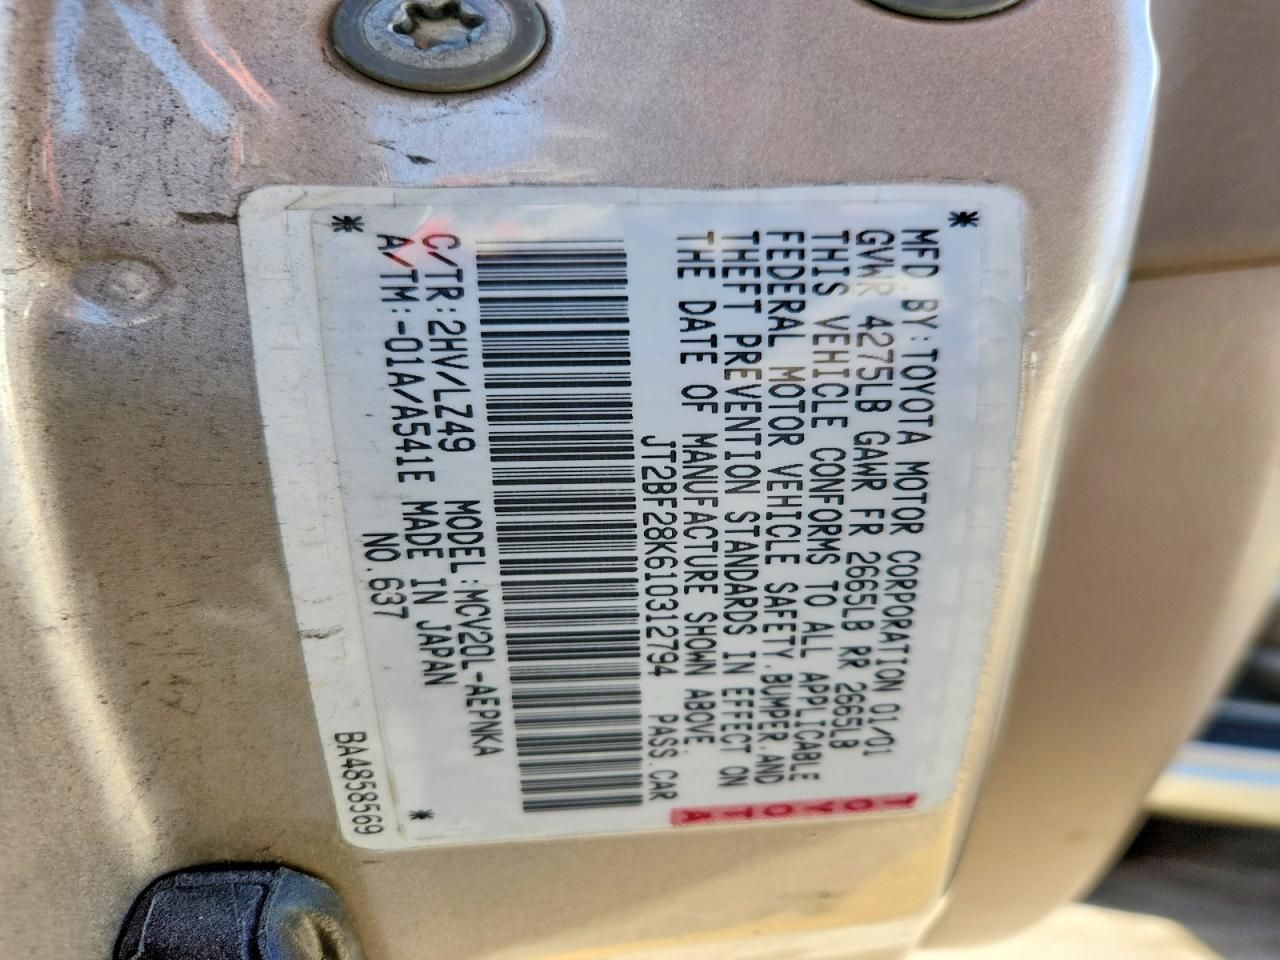 MFD.BY:TOYOTA MOTOR CORPORATION 01/01
GVWR 4275LB GAWR FR 2665LB RR 2665LB
THIS VEHICLE CONFORMS TO ALL APPLICABLE
FEDERAL MOTOR VEHICLE SAFETY.BUMPER.AND
THEFT PREVENTION STANDARDS IN EFFECT ON
THE DATE OF MANUFACTURE SHOWN ABOVE.
JT2BF28K610312794 PASS.CAR
C/TR:2HV/LZ49 MODEL:MCV20L-AEPNKA
A/TM:-01A/A541E MADE IN JAPAN
NO.637
BA4858569
TOYOTA